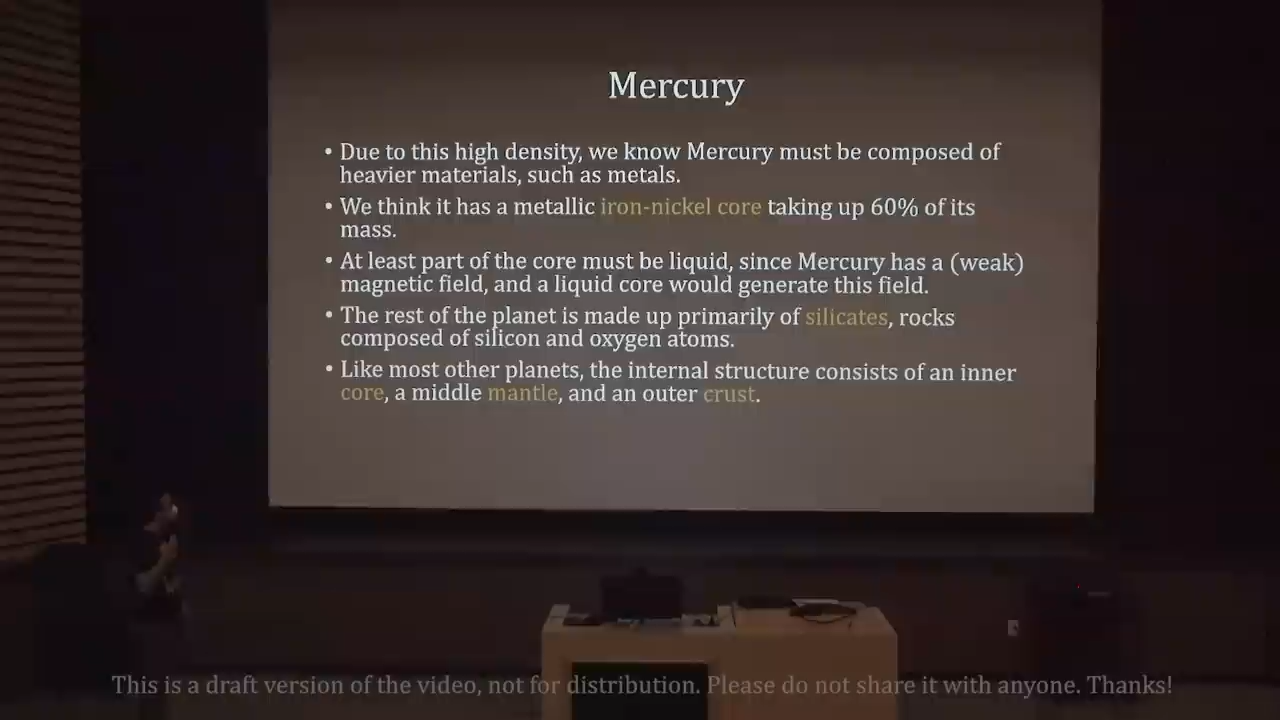 Mercury
• Due to this high density, we know Mercury must be composed of
heavier materials, such as metals.
• We think it has a metallic iron-nickel core taking up 60% of its
mass.
• At least part of the core must be liquid, since Mercury has a (weak)
magnetic field, and a liquid core would generate this field.
• The rest of the planet is made up primarily of silicates, rocks
composed of silicon and oxygen atoms.
• Like most other planets, the internal structure consists of an inner
core, a middle mantle, and an outer crust.
This is a draft version of the video, not for distribution. Please do not share it with anyone. Thanks!